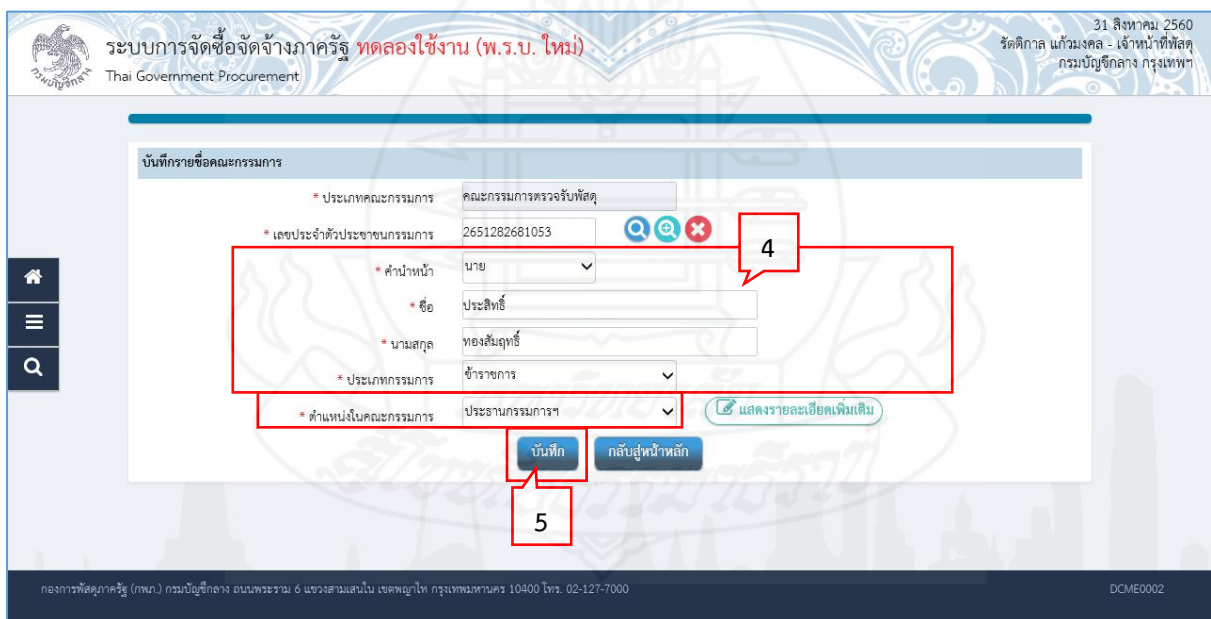 31 สิงหาคม 2560
ระบบการจัดซื้อจัดจ้างภาครัฐ ทดลองใช้งาน (พ.ร.บ. ใหม่)
รัตติกาล แก้วมงคล - เจ้าหน้าที่พัสดุ
กรมบัญชีกลาง กรุงเทพฯ
Thai Government Procurement
กรมบัญชีกลาง
บันทึกรายชื่อคณะกรรมการ
* ประเภทคณะกรรมการ คณะกรรมการตรวจรับพัสดุ
* เลขประจำตัวประชาชนกรรมการ 2651282681053
4
* คำนำหน้า นาย
* ชื่อ ประสิทธิ์
* นามสกุล ทองสัมฤทธิ์
* ประเภทกรรมการ ข้าราชการ
* ตำแหน่งในคณะกรรมการ ประธานกรรมการฯ แสดงรายละเอียดเพิ่มเติม
บันทึก กลับสู่หน้าหลัก
5
กองการพัสดุภาครัฐ (กพภ.) กรมบัญชีกลาง ถนนพระราม 6 แขวงสามเสนใน เขตพญาไท กรุงเทพมหานคร 10400 โทร. 02-127-7000 DCME0002